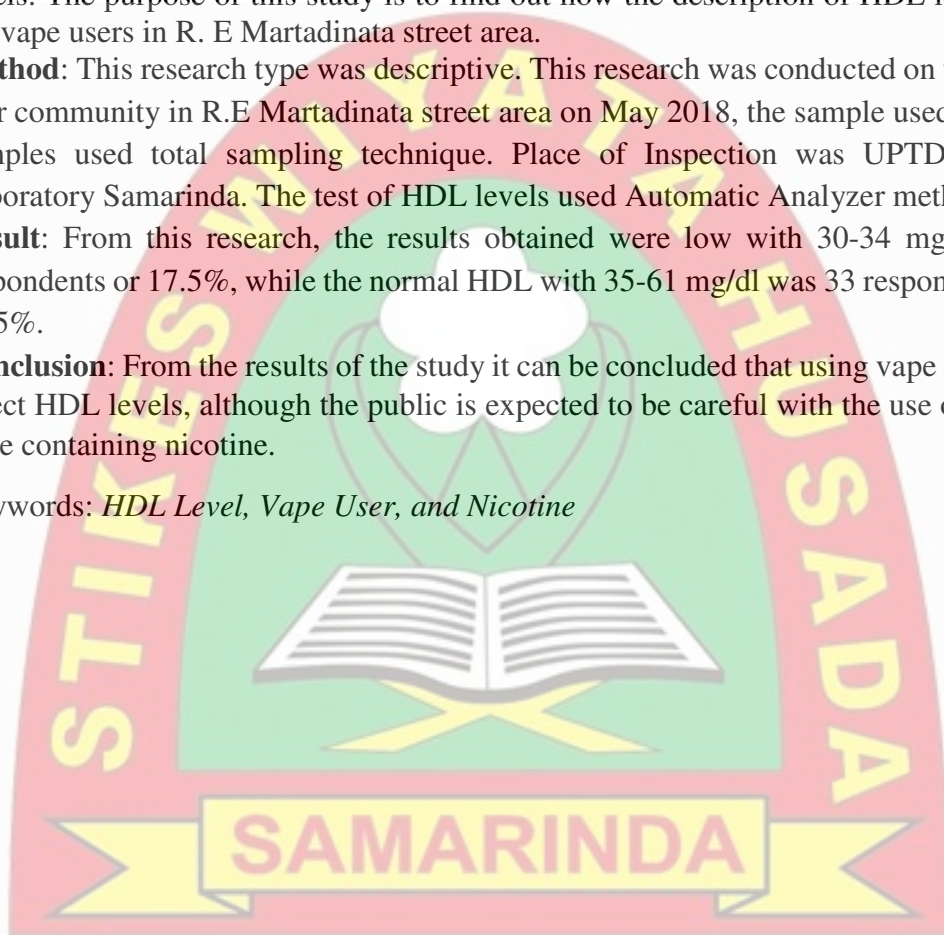 els. The purpose of this study is to find out how the description of HDL
vape users in R. E Martadinata street area.
thod: This research type was descriptive. This research was conducted on
r community in R.E Martadinata street area on May 2018, the sample used
nples used total sampling technique. Place of Inspection was UPTD
oratory Samarinda. The test of HDL levels used Automatic Analyzer meth
sult: From this research, the results obtained were low with 30-34 mg
pondents or 17.5%, while the normal HDL with 35-61 mg/dl was 33 respon
5%.
nclusion: From the results of the study it can be concluded that using vape
ect HDL levels, although the public is expected to be careful with the use
e containing nicotine.
ywords: HDL Level, Vape User, and Nicotine
STIKES WIYATA HUSADA
SAMARINDA